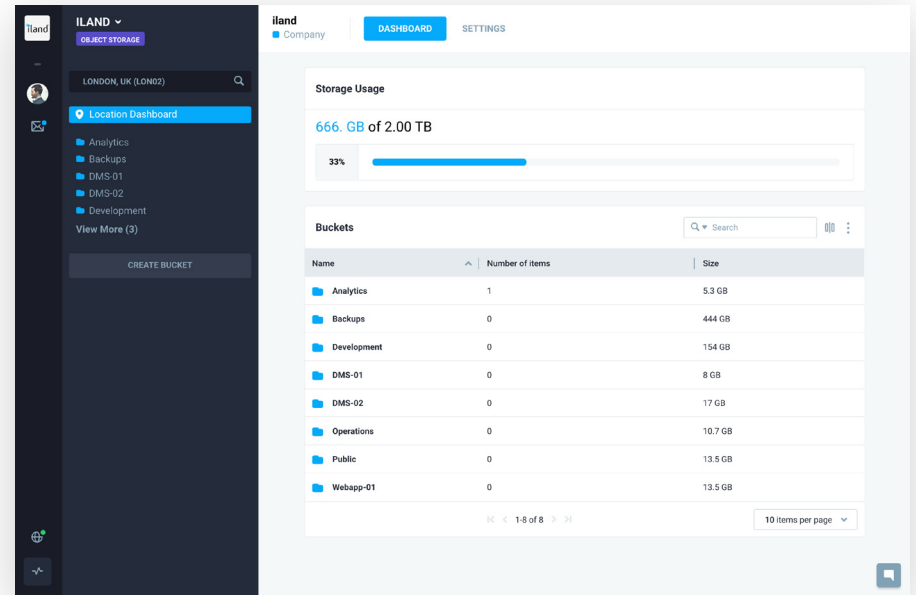 iland
ILAND
OBJECT STORAGE
LONDON, UK (LON02)
Location Dashboard
Analytics
Backups
DMS-01
DMS-02
Development
View More (3)
CREATE BUCKET
iland
Company
DASHBOARD
SETTINGS
Storage Usage
666. GB of 2.00 TB
33%
Buckets
Search
Name Number of items Size
Analytics 1 5.3 GB
Backups 0 444 GB
Development 0 154 GB
DMS-01 0 8 GB
DMS-02 0 17 GB
Operations 0 10.7 GB
Public 0 13.5 GB
Webapp-01 0 13.5 GB
1-8 of 8
10 items per page